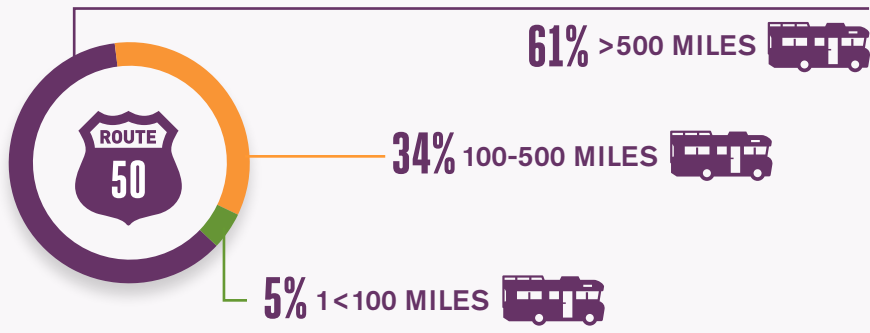 61% >500 MILES
ROUTE
50
34% 100-500 MILES
5% 1<100 MILES